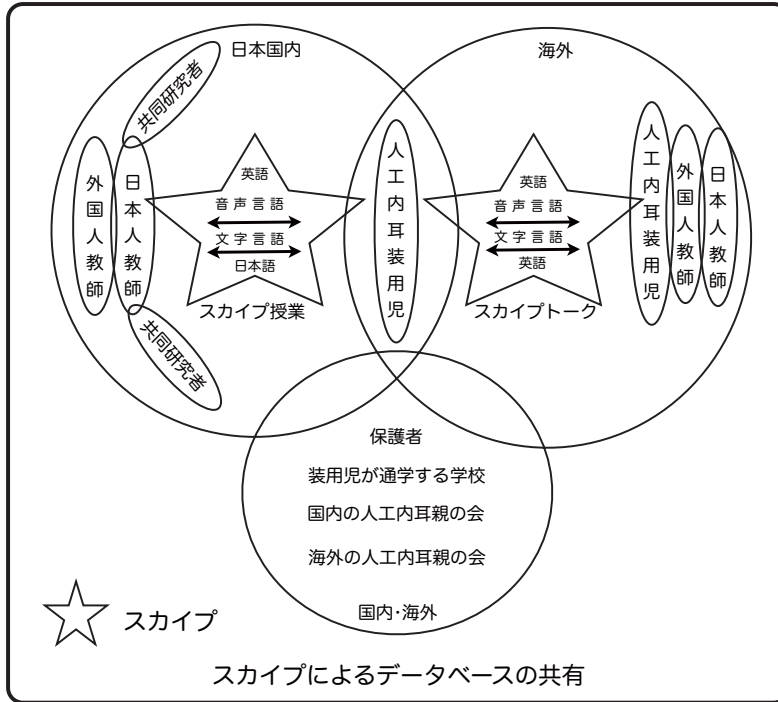 日本国内
海外
共同研究者
外国人教師
日本人教師
共同研究者
英語
音声言語
文字言語
日本語
スカイプ授業
人工内耳装用児
英語
音声言語
文字言語
英語
スカイプトーク
人工内耳装用児
外国人教師
日本人教師
保護者
装用児が通学する学校
国内の人工内耳親の会
海外の人工内耳親の会
国内・海外
スカイプ
スカイプによるデータベースの共有